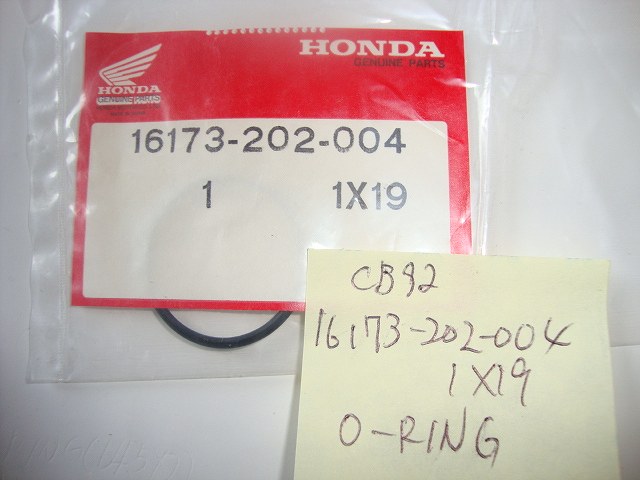 HONDA
GENUINE PARTS
HONDA
GENUINE PARTS
16173-202-004
1 1X19
CB92
16173-202-004
1X19
O-RING